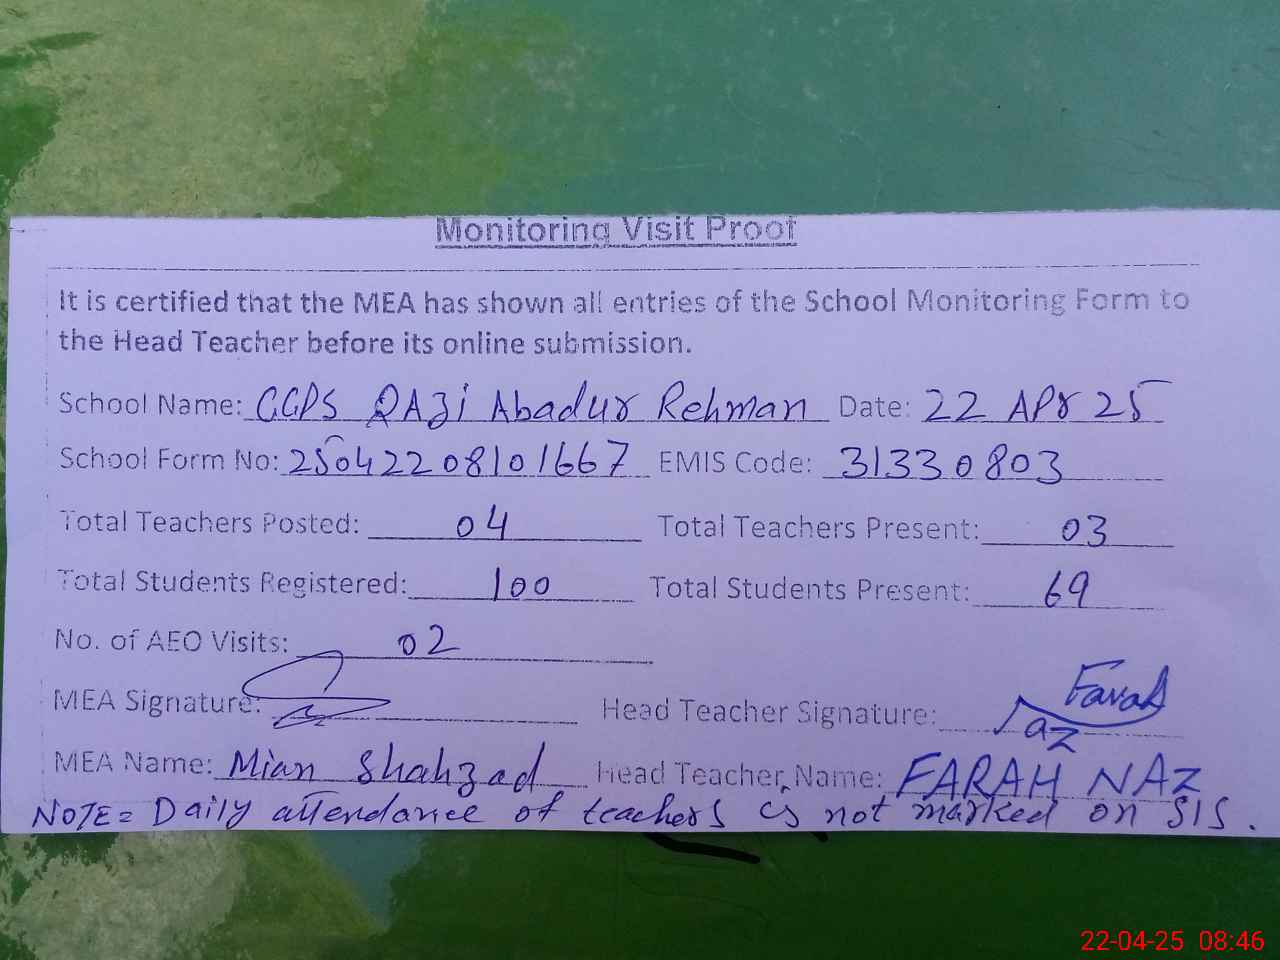 Monitoring Visit Proof
It is certified that the MEA has shown all entries of the School Monitoring Form to
the Head Teacher before its online submission.
School Name: GGPS QAZi Abadur Rehman Date: 22 APr 25
School Form No: 25042208101667 EMIS Code: 31330803
Total Teachers Posted: 04 Total Teachers Present: 03
Total Students Registered: 100 Total Students Present: 69
No. of AEO Visits: 02
MEA Signature: Head Teacher Signature: Farah Naz
MEA Name: Mian Shahzad Head Teacher Name: FARAH NAZ
NOTE = Daily attendance of teachers is not marked on SIS.
22-04-25 08:46